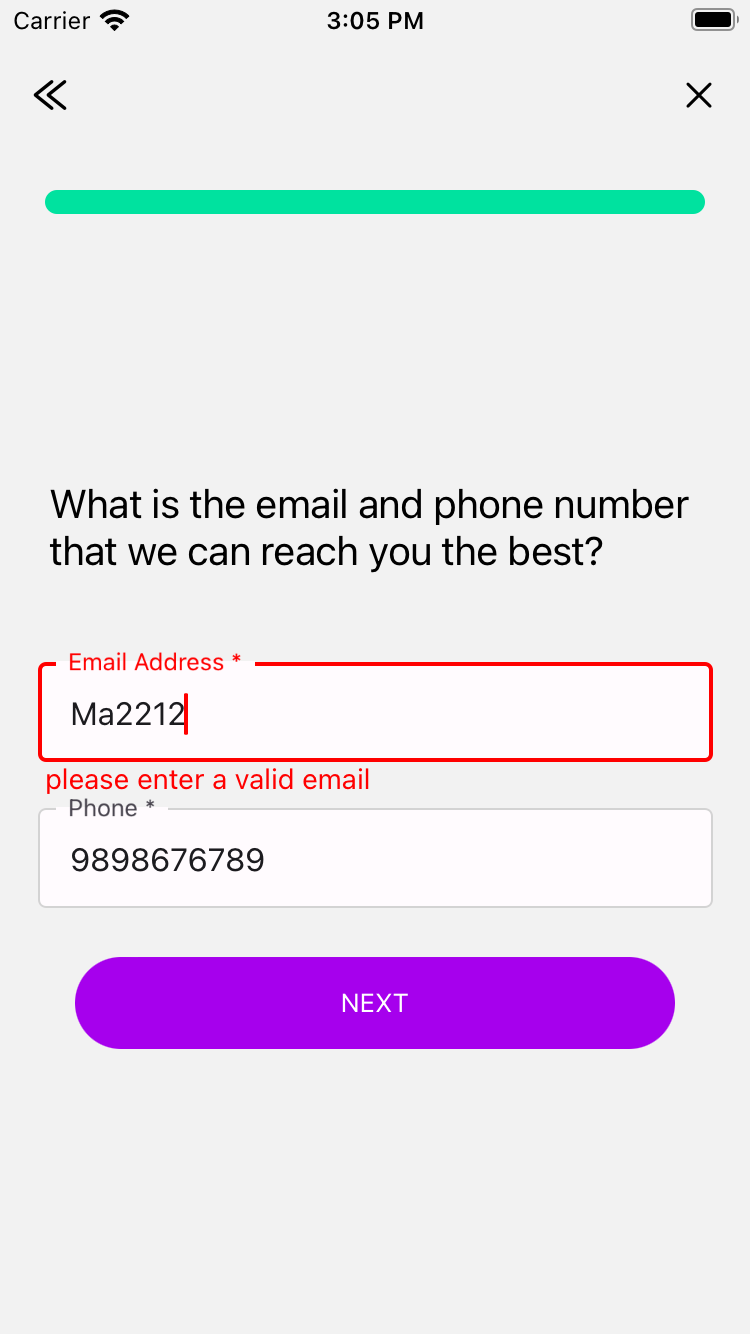 Carrier 3:05 PM
What is the email and phone number
that we can reach you the best?
Email Address *
Ma2212
please enter a valid email
Phone *
9898676789
NEXT